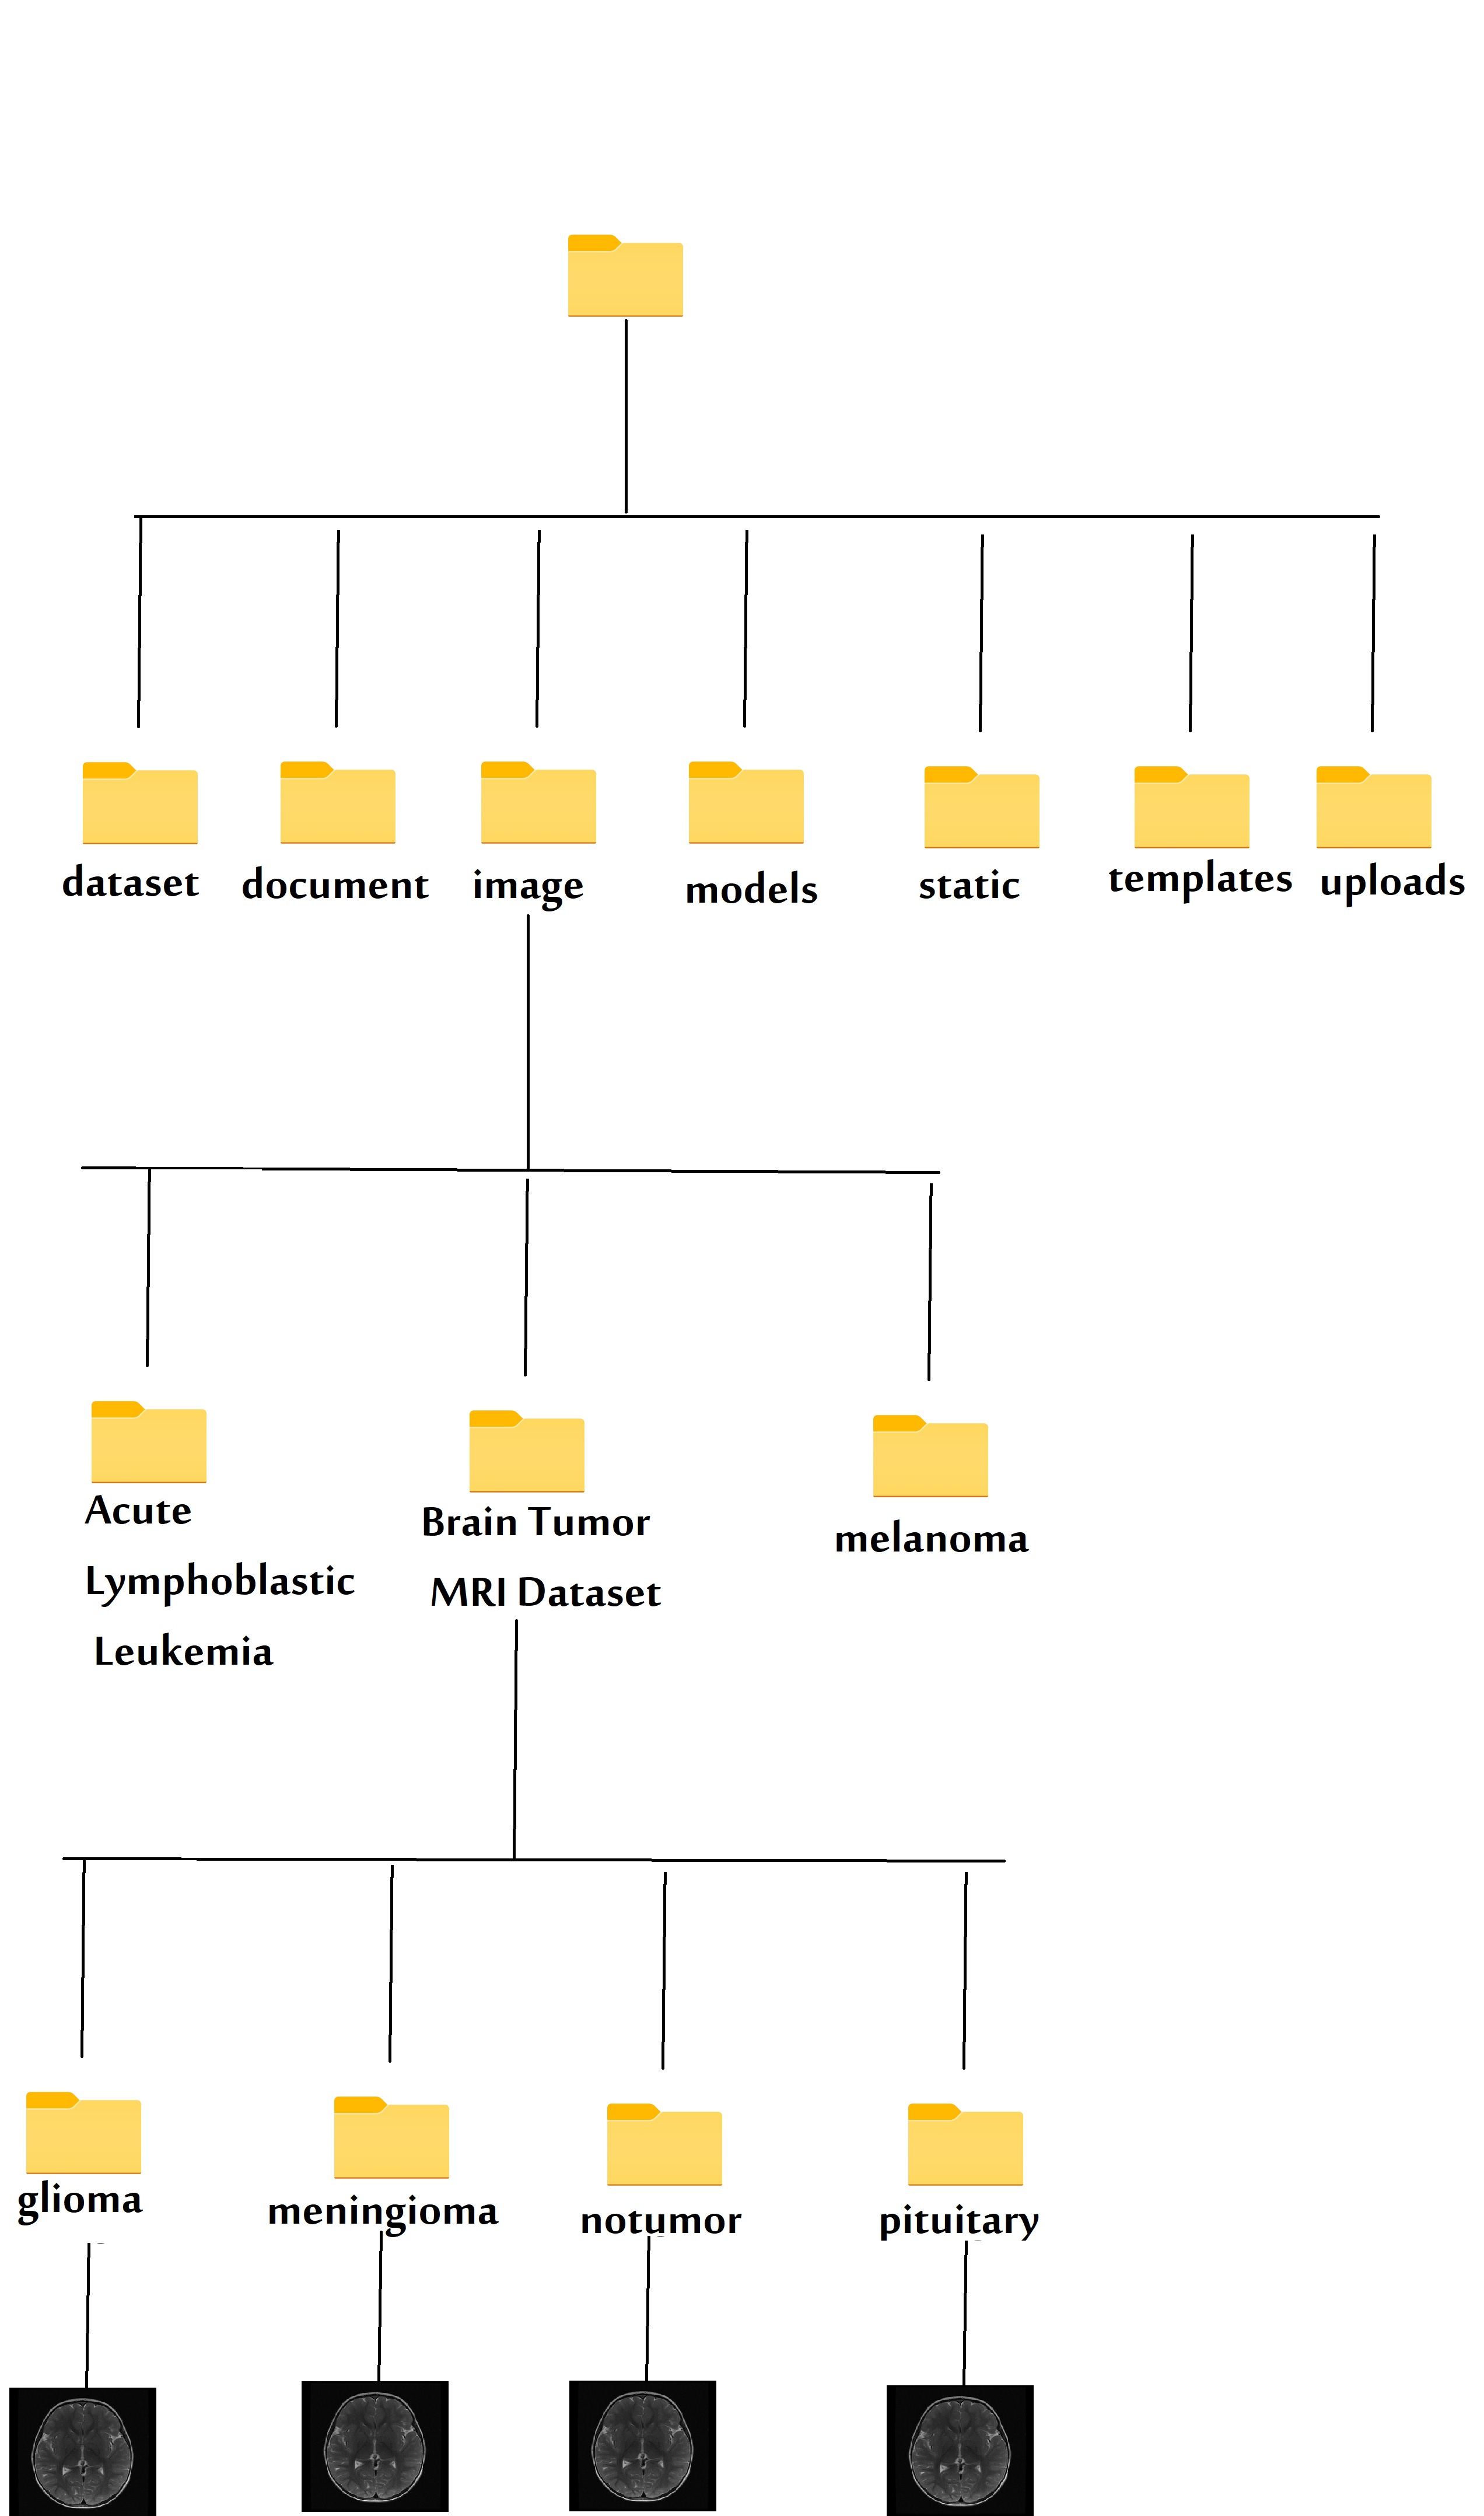 dataset
document
image
models
static
templates
uploads
Acute
Lymphoblastic
Leukemia
Brain Tumor
MRI Dataset
melanoma
glioma
meningioma
notumor
pituitary